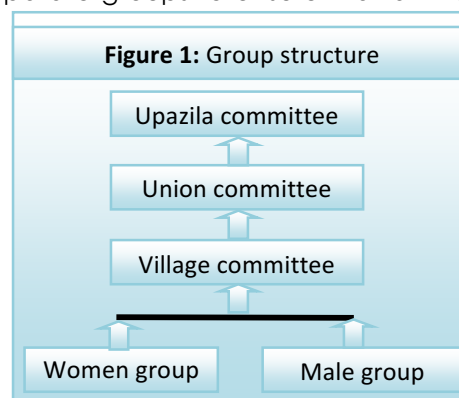 Figure 1: Group structure
Upazila committee
Union committee
Village committee
Women group
Male group